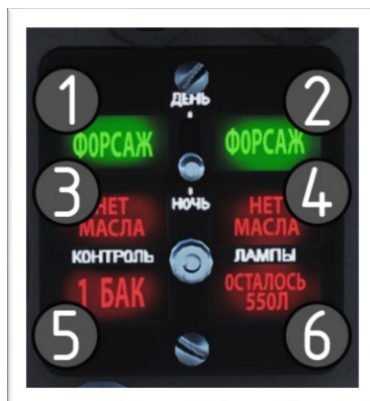 1
2
ДЕНЬ
ФОРСАЖ
ФОРСАЖ
3
4
НОЧЬ
НЕТ
МАСЛА
НЕТ
МАСЛА
КОНТРОЛЬ
ЛАМПЫ
1 БАК
ОСТАЛОСЬ
550Л
5
6